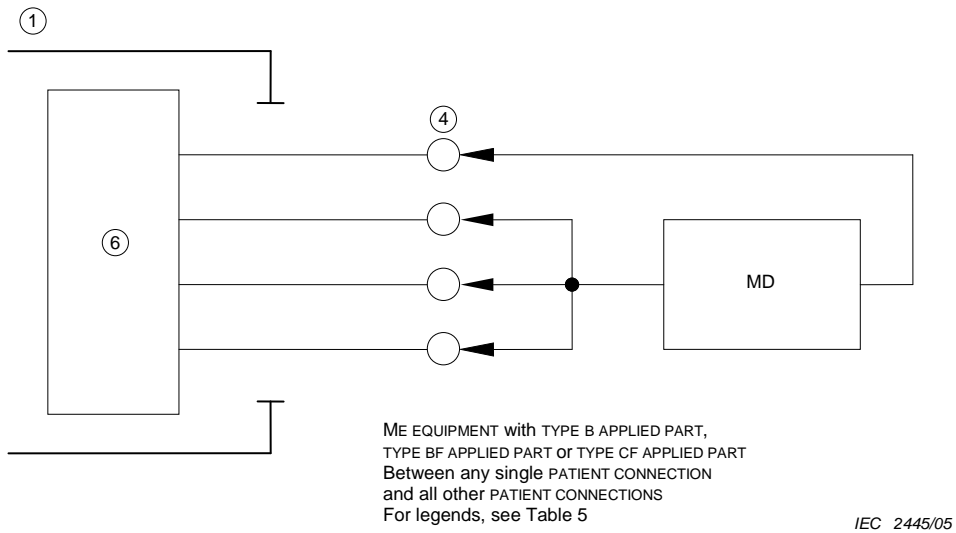 1
4
6
MD
ME EQUIPMENT with TYPE B APPLIED PART,
TYPE BF APPLIED PART or TYPE CF APPLIED PART
Between any single PATIENT CONNECTION
and all other PATIENT CONNECTIONS
For legends, see Table 5
IEC 2445/05